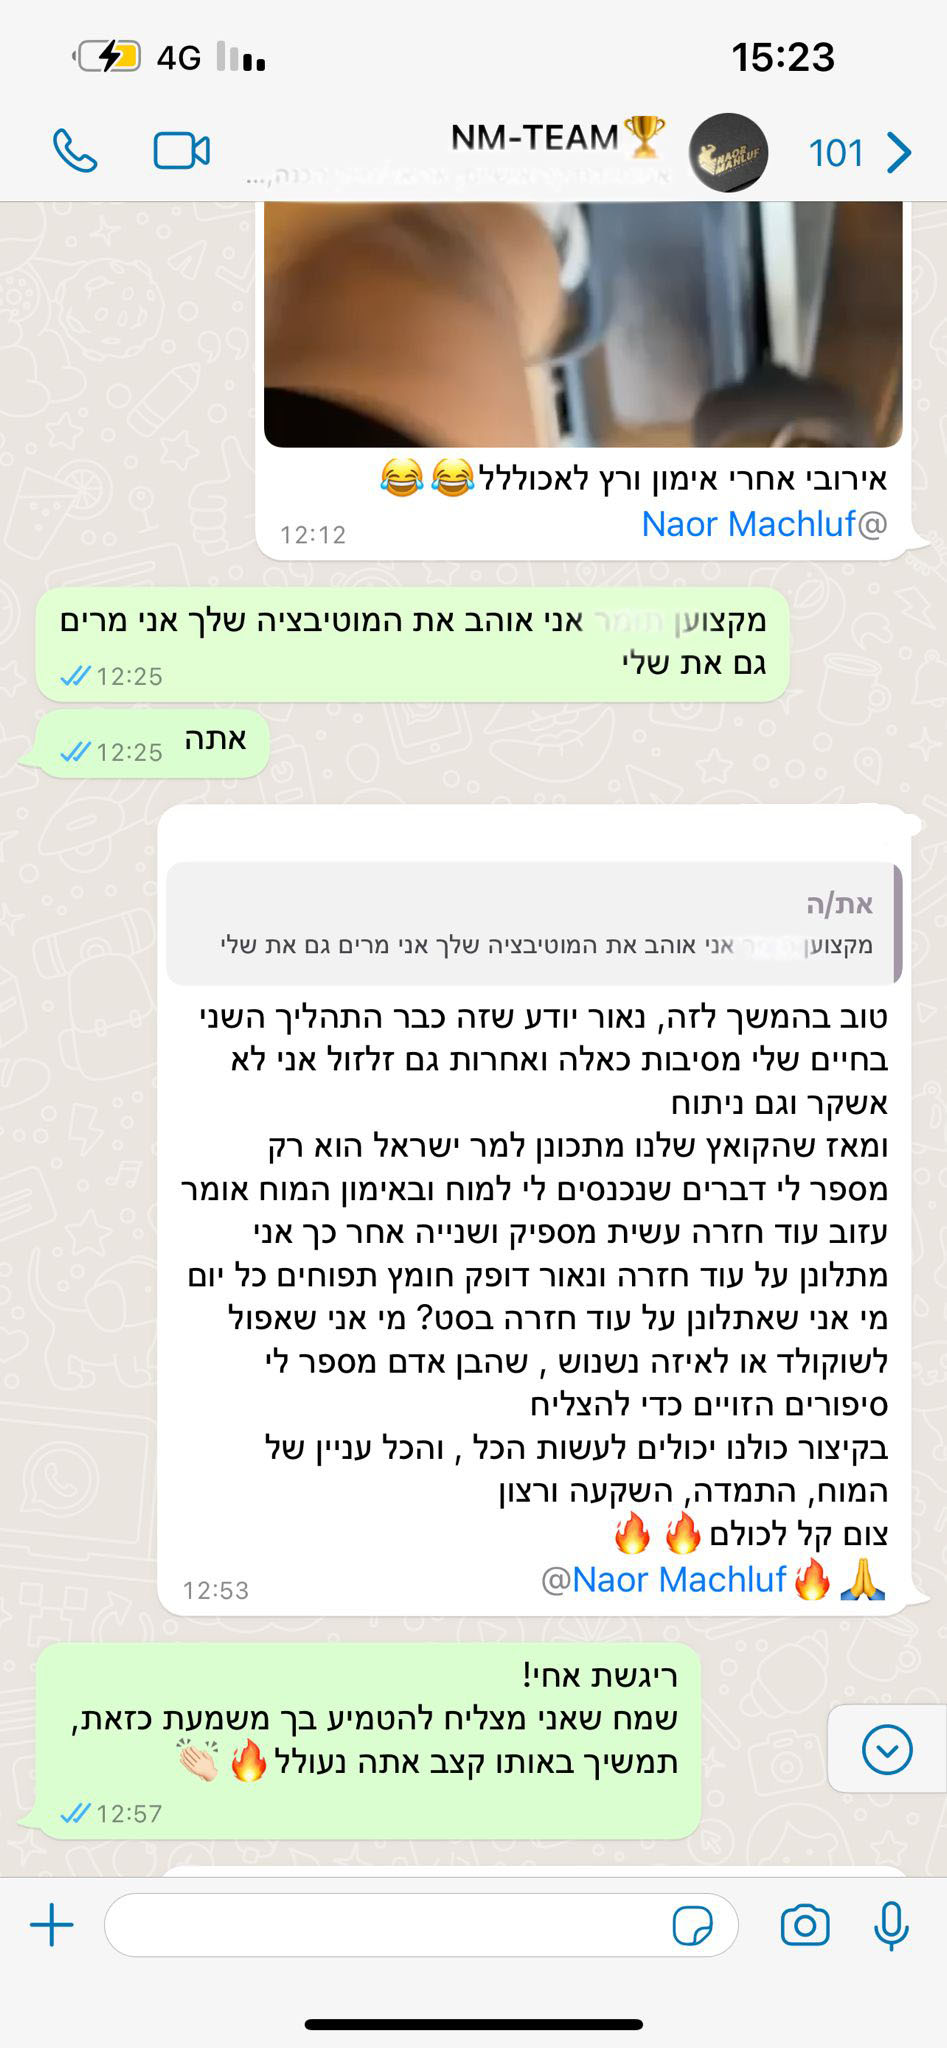 4G
15:23
NM-TEAM🏆
101
NAOR
MAHLUF
אירובי אחרי אימון ורץ לאכולללל😂😂
@Naor Machluf
12:12
מקצוען תומר אני אוהב את המוטיבציה שלך אני מרים
גם את שלי
12:25
אתה
12:25
את/ה
מקצוען אני אוהב את המוטיבציה שלך אני מרים גם את שלי
טוב בהמשך לזה, נאור יודע שזה כבר התהליך השני
בחיים שלי מסיבות כאלה ואחרות גם זלזול אני לא
אשקר וגם ניתוח
ומאז שהקואץ שלנו מתכונן למר ישראל הוא רק
מספר לי דברים שנכנסים לי למוח ובאימון המוח אומר
עזוב עוד חזרה עשית מספיק ושנייה אחר כך אני
מתלונן על עוד חזרה ונאור דופק חומץ תפוחים כל יום
מי אני שאתלונן על עוד חזרה בסט? מי אני שאפול
לשוקולד או לאיזה נשנוש , שהבן אדם מספר לי
סיפורים הזויים כדי להצליח
בקיצור כולנו יכולים לעשות הכל , והכל עניין של
המוח, התמדה, השקעה ורצון
צום קל לכולם🔥🔥
🙏🔥@Naor Machluf
12:53
ריגשת אחי!
שמח שאני מצליח להטמיע בך משמעת כזאת,
תמשיך באותו קצב אתה נעולל🔥👏🏻
12:57